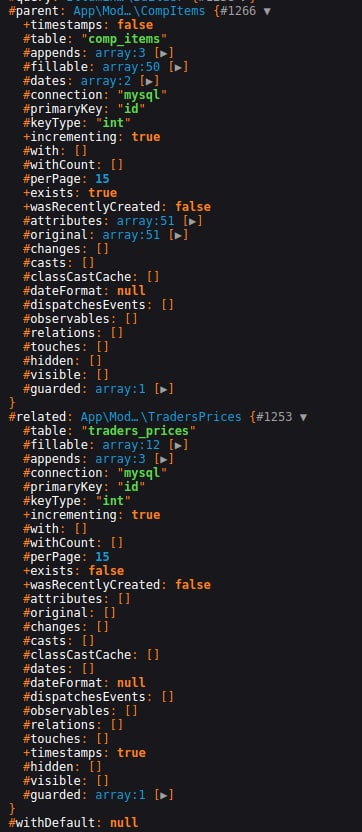 #parent: App\Mod…\CompItems {#1266 ▼
+timestamps: false
#table: "comp_items"
#appends: array:3 [▶]
#fillable: array:50 [▶]
#dates: array:2 [▶]
#connection: "mysql"
#primaryKey: "id"
#keyType: "int"
+incrementing: true
#with: []
#withCount: []
#perPage: 15
+exists: true
+wasRecentlyCreated: false
#attributes: array:51 [▶]
#original: array:51 [▶]
#changes: []
#casts: []
#classCastCache: []
#dateFormat: null
#dispatchesEvents: []
#observables: []
#relations: []
#touches: []
#hidden: []
#visible: []
#guarded: array:1 [▶]
}
#related: App\Mod…\TradersPrices {#1253 ▼
#table: "traders_prices"
#fillable: array:12 [▶]
#appends: array:3 [▶]
#connection: "mysql"
#primaryKey: "id"
#keyType: "int"
+incrementing: true
#with: []
#withCount: []
#perPage: 15
+exists: false
+wasRecentlyCreated: false
#attributes: []
#original: []
#changes: []
#casts: []
#classCastCache: []
#dates: []
#dateFormat: null
#dispatchesEvents: []
#observables: []
#relations: []
#touches: []
+timestamps: true
#hidden: []
#visible: []
#guarded: array:1 [▶]
}
#withDefault: null